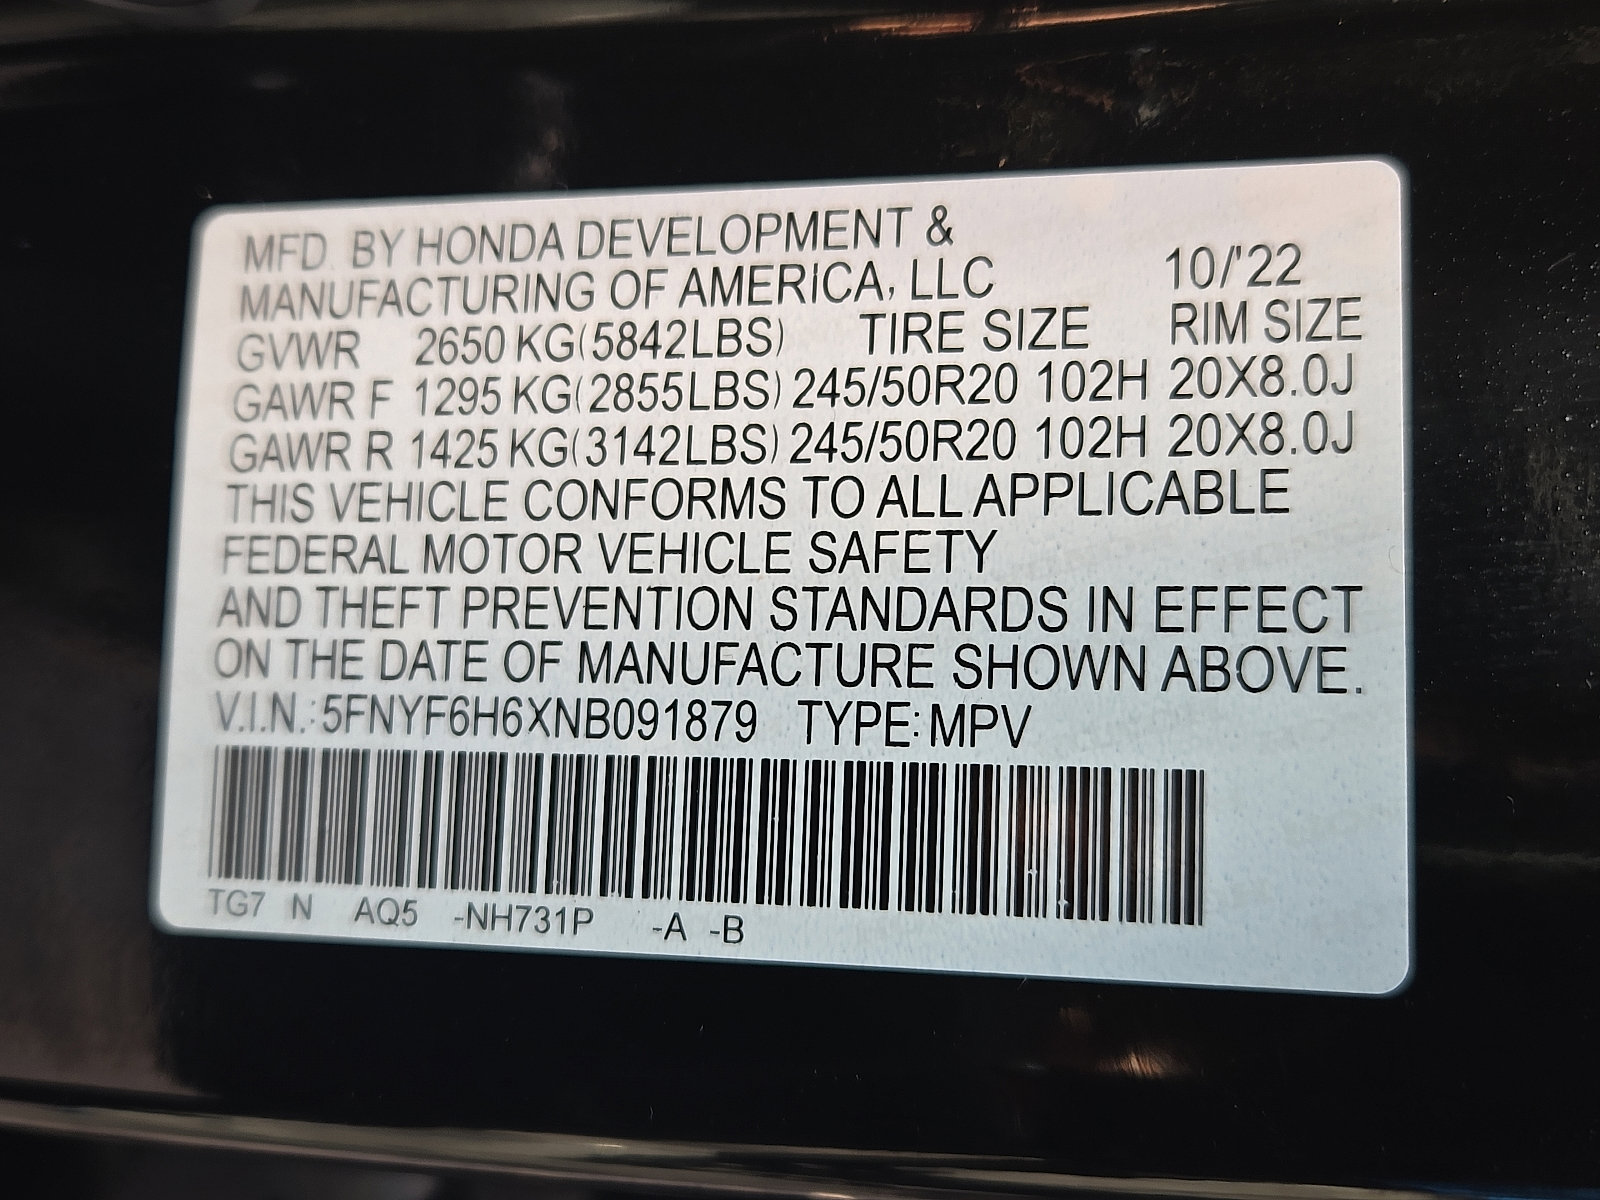 MFD. BY HONDA DEVELOPMENT &
MANUFACTURING OF AMERICA, LLC 10/'22
GVWR 2650 KG(5842LBS) TIRE SIZE RIM SIZE
GAWR F 1295 KG(2855LBS) 245/50R20 102H 20X8.0J
GAWR R 1425 KG(3142LBS) 245/50R20 102H 20X8.0J
THIS VEHICLE CONFORMS TO ALL APPLICABLE
FEDERAL MOTOR VEHICLE SAFETY
AND THEFT PREVENTION STANDARDS IN EFFECT
ON THE DATE OF MANUFACTURE SHOWN ABOVE.
V.I.N.:5FNYF6H6XNB091879 TYPE:MPV
TG7 N AQ5 -NH731P -A -B